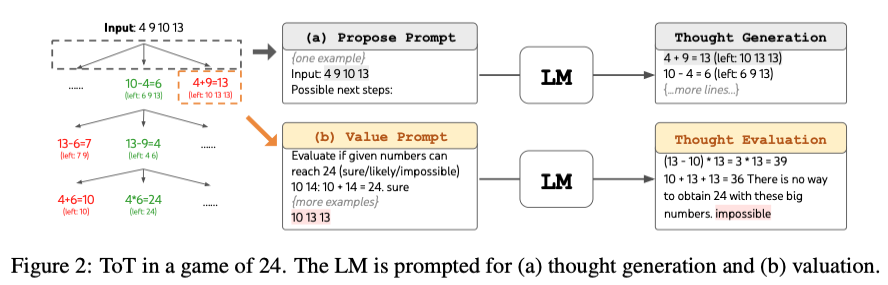 Input: 4 9 10 13
......
10-4=6
(left: 6 9 13)
4+9=13
(left: 10 13 13)
13-6=7
(left: 7 9)
13-9=4
(left: 4 6)
......
4+6=10
(left: 10)
4*6=24
(left: 24)
......
(a) Propose Prompt
{one example}
Input: 4 9 10 13
Possible next steps:
LM
Thought Generation
4 + 9 = 13 (left: 10 13 13)
10 - 4 = 6 (left: 6 9 13)
{...more lines...}
(b) Value Prompt
Evaluate if given numbers can
reach 24 (sure/likely/impossible)
10 14: 10 + 14 = 24. sure
{more examples}
10 13 13
LM
Thought Evaluation
(13 - 10) * 13 = 3 * 13 = 39
10 + 13 + 13 = 36 There is no way
to obtain 24 with these big
numbers. impossible
Figure 2: ToT in a game of 24. The LM is prompted for (a) thought generation and (b) valuation.